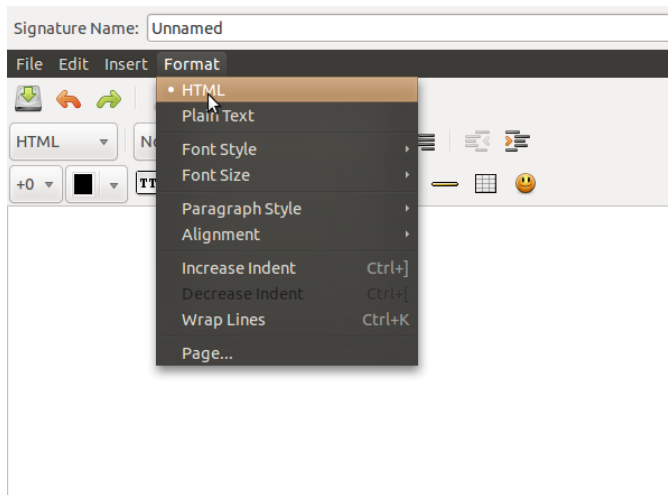 Signature Name: Unnamed
File Edit Insert Format
HTML
Plain Text
HTML
Font Style
Font Size
+0
TT
Paragraph Style
Alignment
Increase Indent Ctrl+]
Decrease Indent Ctrl+[
Wrap Lines Ctrl+K
Page...